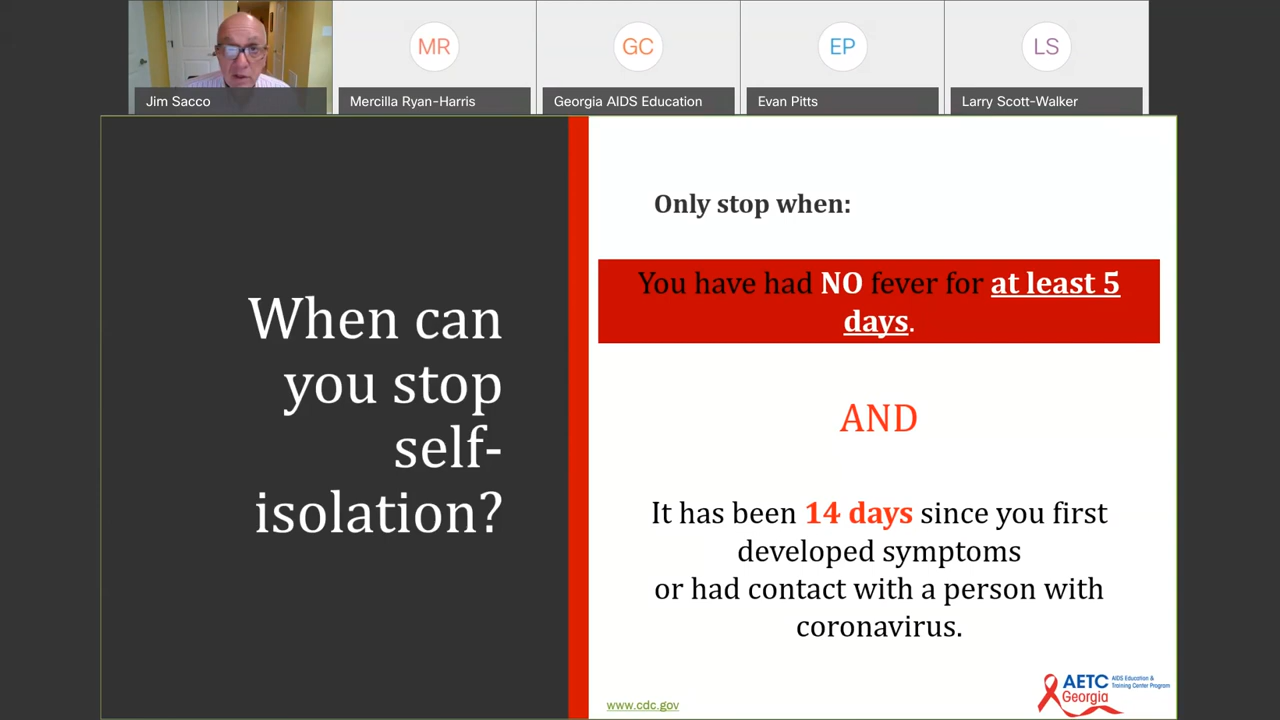 MR
GC
EP
LS
Jim Sacco
Mercilla Ryan-Harris
Georgia AIDS Education
Evan Pitts
Larry Scott-Walker
When can
you stop
self-
isolation?
Only stop when:
You have had NO fever for at least 5
days.
AND
It has been 14 days since you first
developed symptoms
or had contact with a person with
coronavirus.
www.cdc.gov
AETC
Georgia
AIDS Education &
Training Center Program